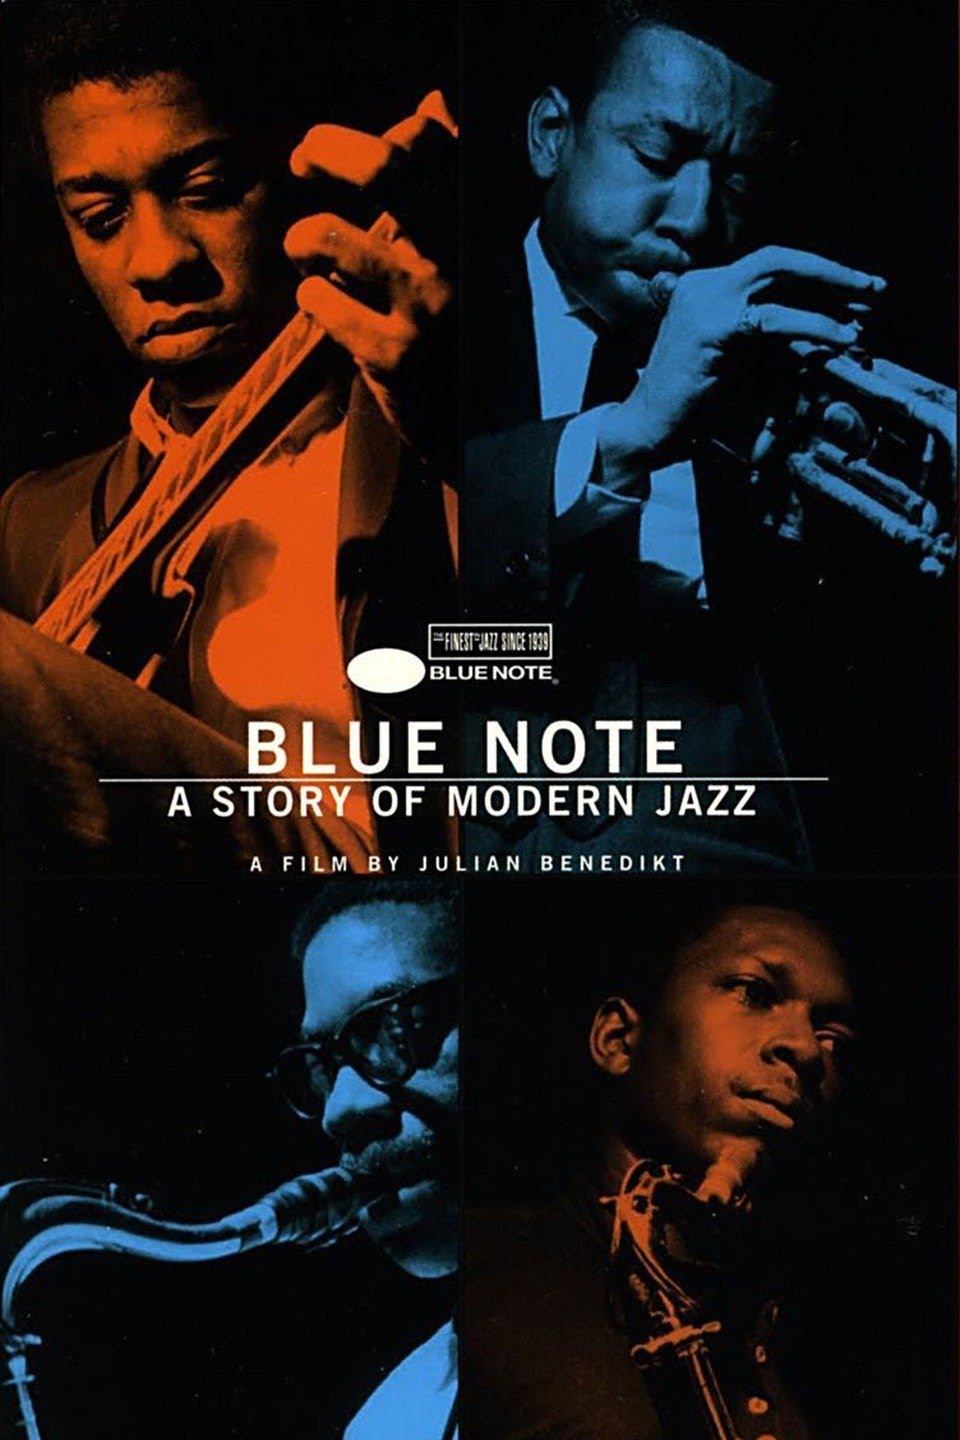 THE FINEST IN JAZZ SINCE 1939
BLUE NOTE®
BLUE NOTE
A STORY OF MODERN JAZZ
A FILM BY JULIAN BENEDIKT